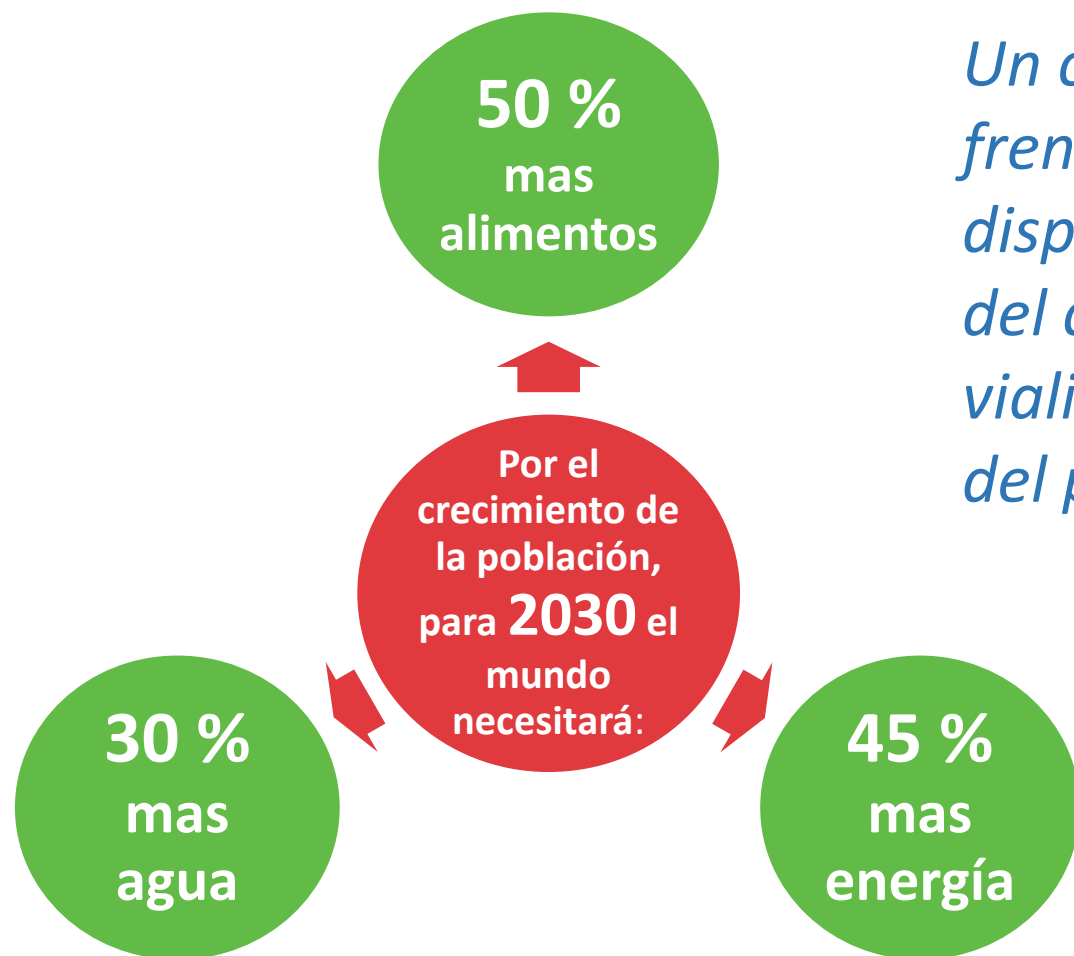 50 %
mas
alimentos
Un
fren
disp
del
viali
del
Por el
crecimiento de
la población,
para 2030 el
mundo
necesitará:
30 %
mas
agua
45 %
mas
energía